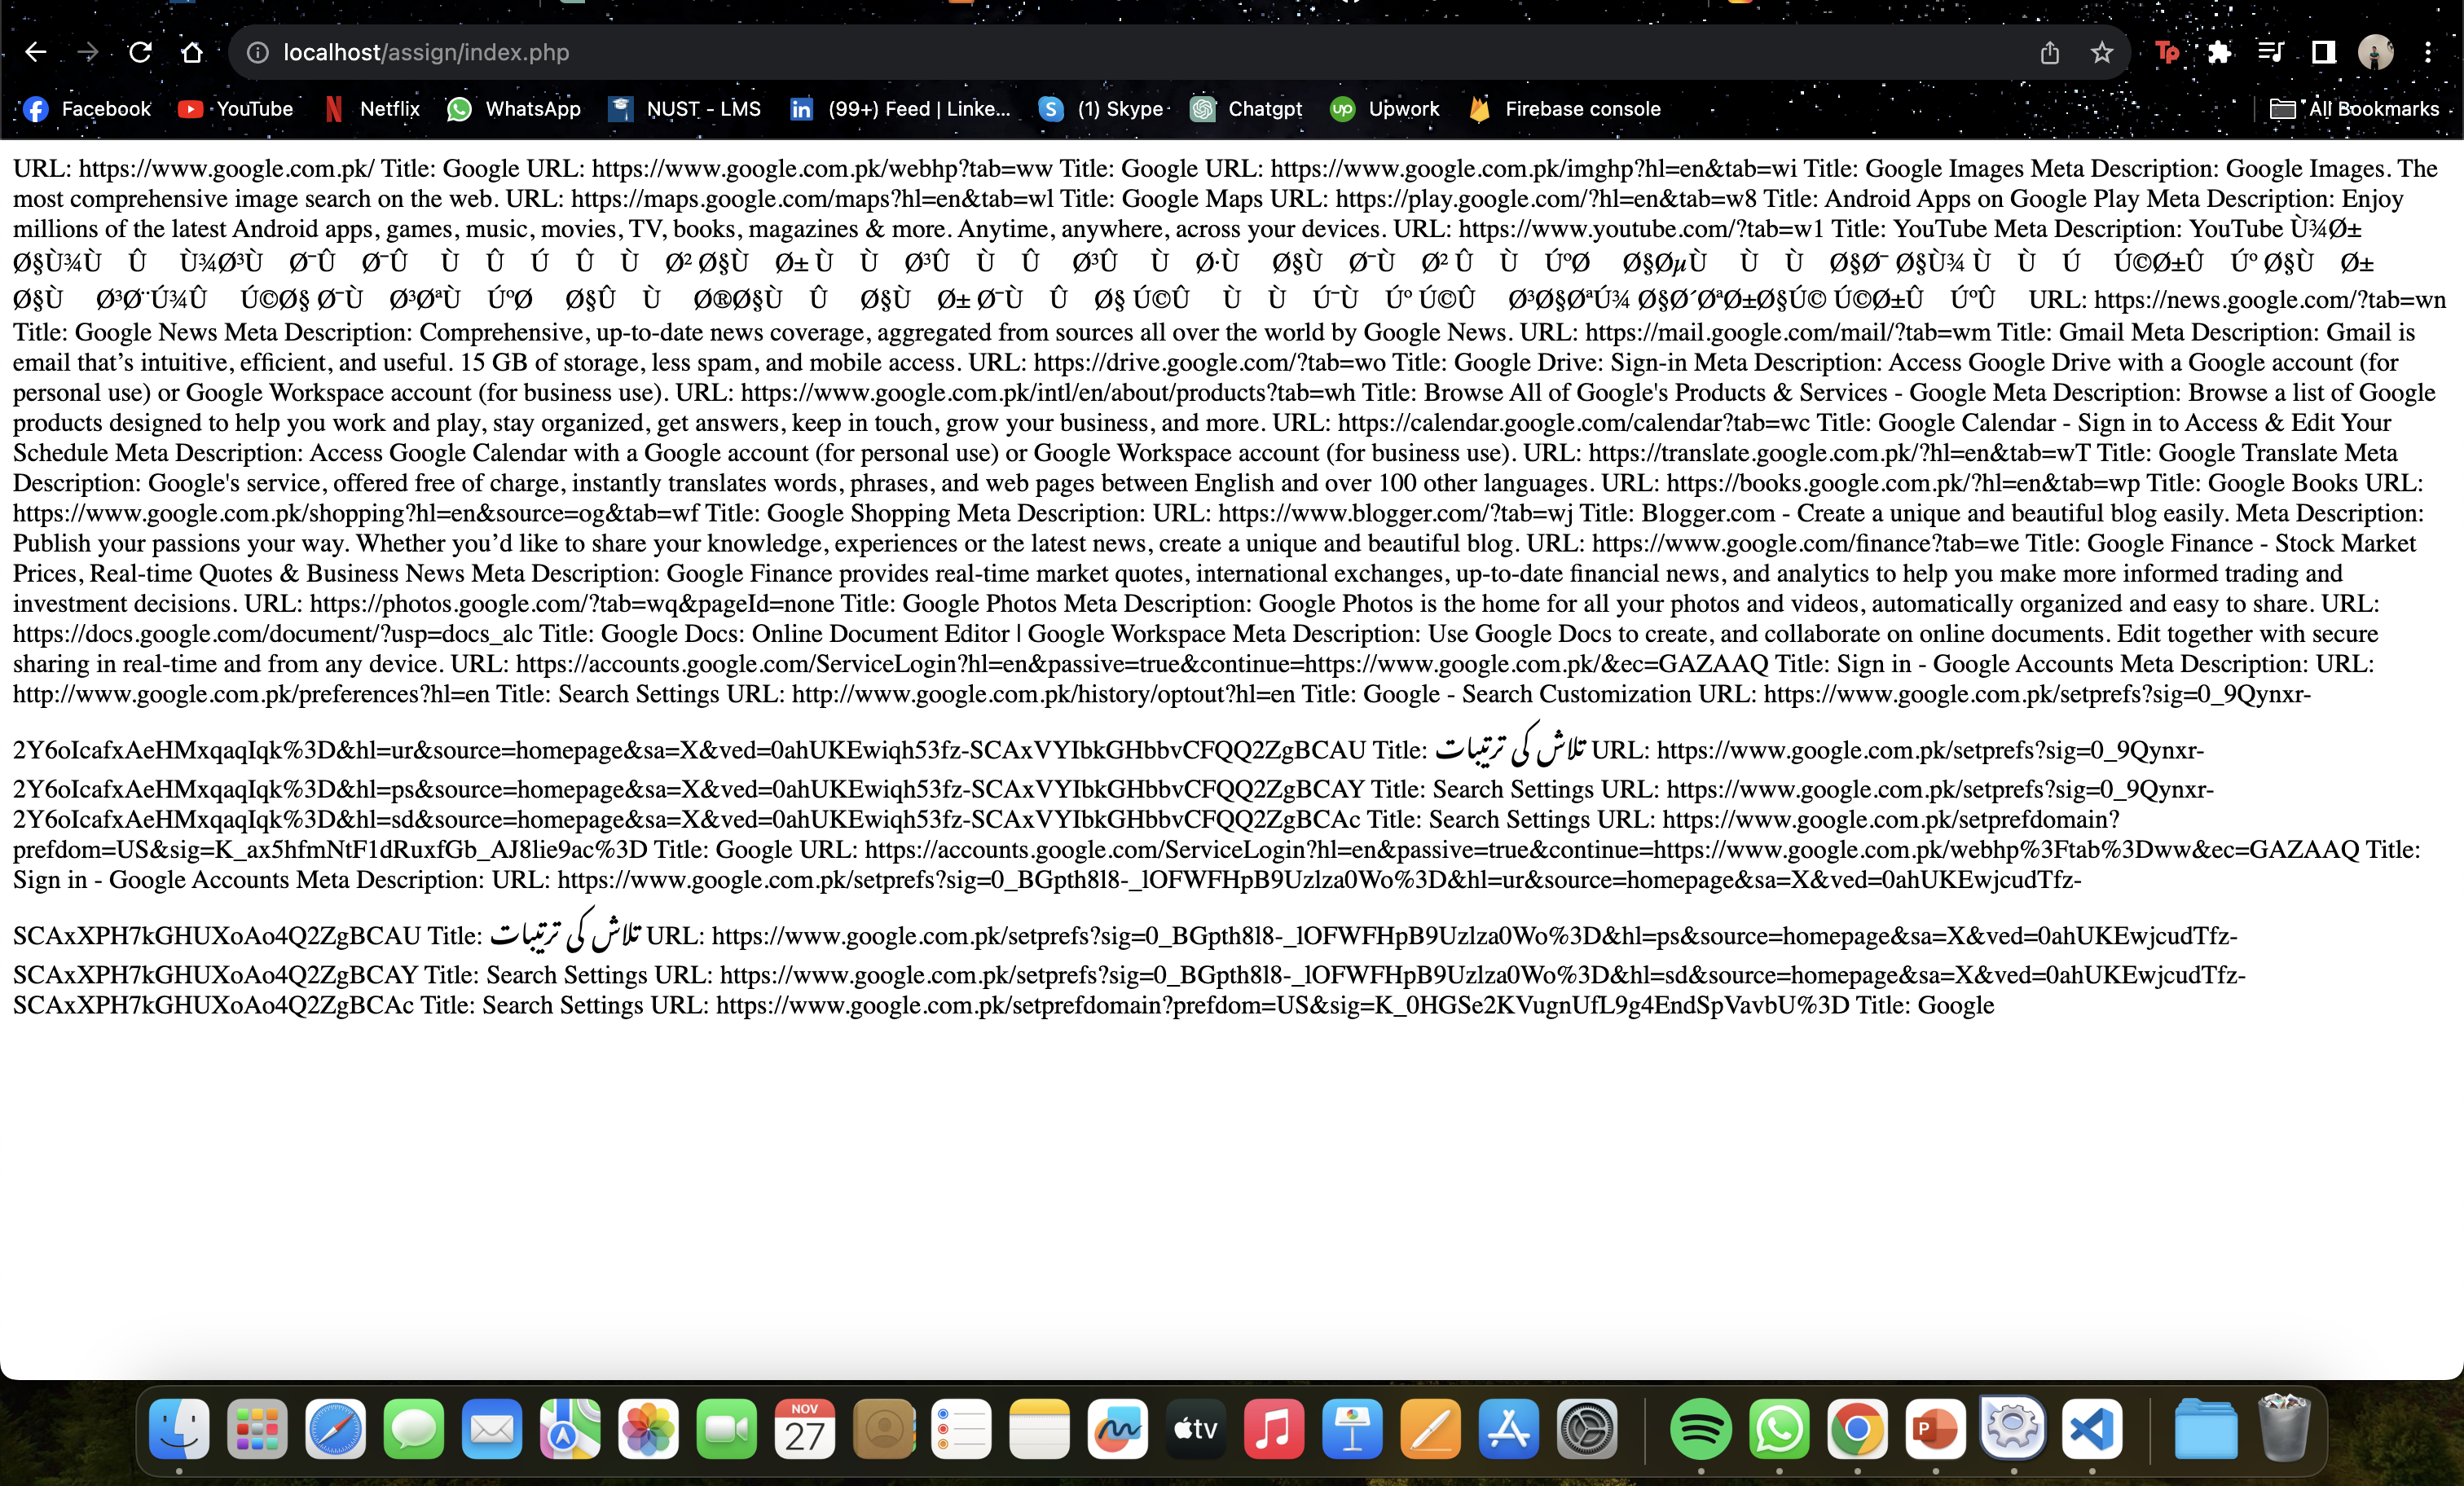 localhost/assign/index.php
Facebook YouTube Netflix WhatsApp NUST - LMS (99+) Feed | Linke... (1) Skype Chatgpt Upwork Firebase console All Bookmarks
URL: https://www.google.com.pk/ Title: Google URL: https://www.google.com.pk/webhp?tab=ww Title: Google URL: https://www.google.com.pk/imghp?hl=en&tab=wi Title: Google Images Meta Description: Google Images. The
most comprehensive image search on the web. URL: https://maps.google.com/maps?hl=en&tab=wl Title: Google Maps URL: https://play.google.com/?hl=en&tab=w8 Title: Android Apps on Google Play Meta Description: Enjoy
millions of the latest Android apps, games, music, movies, TV, books, magazines & more. Anytime, anywhere, across your devices. URL: https://www.youtube.com/?tab=w1 Title: YouTube Meta Description: YouTube Ù¾Ø±
URL: https://news.google.com/?tab=wn
Title: Google News Meta Description: Comprehensive, up-to-date news coverage, aggregated from sources all over the world by Google News. URL: https://mail.google.com/mail/?tab=wm Title: Gmail Meta Description: Gmail is
email that’s intuitive, efficient, and useful. 15 GB of storage, less spam, and mobile access. URL: https://drive.google.com/?tab=wo Title: Google Drive: Sign-in Meta Description: Access Google Drive with a Google account (for
personal use) or Google Workspace account (for business use). URL: https://www.google.com.pk/intl/en/about/products?tab=wh Title: Browse All of Google's Products & Services - Google Meta Description: Browse a list of Google
products designed to help you work and play, stay organized, get answers, keep in touch, grow your business, and more. URL: https://calendar.google.com/calendar?tab=wc Title: Google Calendar - Sign in to Access & Edit Your
Schedule Meta Description: Access Google Calendar with a Google account (for personal use) or Google Workspace account (for business use). URL: https://translate.google.com.pk/?hl=en&tab=wT Title: Google Translate Meta
Description: Google's service, offered free of charge, instantly translates words, phrases, and web pages between English and over 100 other languages. URL: https://books.google.com.pk/?hl=en&tab=wp Title: Google Books URL:
https://www.google.com.pk/shopping?hl=en&source=og&tab=wf Title: Google Shopping Meta Description: URL: https://www.blogger.com/?tab=wj Title: Blogger.com - Create a unique and beautiful blog easily. Meta Description:
Publish your passions your way. Whether you’d like to share your knowledge, experiences or the latest news, create a unique and beautiful blog. URL: https://www.google.com/finance?tab=we Title: Google Finance - Stock Market
Prices, Real-time Quotes & Business News Meta Description: Google Finance provides real-time market quotes, international exchanges, up-to-date financial news, and analytics to help you make more informed trading and
investment decisions. URL: https://photos.google.com/?tab=wq&pageId=none Title: Google Photos Meta Description: Google Photos is the home for all your photos and videos, automatically organized and easy to share. URL:
https://docs.google.com/document/?usp=docs_alc Title: Google Docs: Online Document Editor | Google Workspace Meta Description: Use Google Docs to create, and collaborate on online documents. Edit together with secure
sharing in real-time and from any device. URL: https://accounts.google.com/ServiceLogin?hl=en&passive=true&continue=https://www.google.com.pk/&ec=GAZAAQ Title: Sign in - Google Accounts Meta Description: URL:
http://www.google.com.pk/preferences?hl=en Title: Search Settings URL: http://www.google.com.pk/history/optout?hl=en Title: Google - Search Customization URL: https://www.google.com.pk/setprefs?sig=0_9Qynxr-
2Y6oIcafxAeHMxqaqIqk%3D&hl=ur&source=homepage&sa=X&ved=0ahUKEwiqh53fz-SCAxVYIbkGHbbvCFQQ2ZgBCAU Title: تلاش کی ترتیبات URL: https://www.google.com.pk/setprefs?sig=0_9Qynxr-
2Y6oIcafxAeHMxqaqIqk%3D&hl=ps&source=homepage&sa=X&ved=0ahUKEwiqh53fz-SCAxVYIbkGHbbvCFQQ2ZgBCAY Title: Search Settings URL: https://www.google.com.pk/setprefs?sig=0_9Qynxr-
2Y6oIcafxAeHMxqaqIqk%3D&hl=sd&source=homepage&sa=X&ved=0ahUKEwiqh53fz-SCAxVYIbkGHbbvCFQQ2ZgBCAc Title: Search Settings URL: https://www.google.com.pk/setprefdomain?
prefdom=US&sig=K_ax5hfmNtF1dRuxfGb_AJ8lie9ac%3D Title: Google URL: https://accounts.google.com/ServiceLogin?hl=en&passive=true&continue=https://www.google.com.pk/webhp%3Ftab%3Dww&ec=GAZAAQ Title:
Sign in - Google Accounts Meta Description: URL: https://www.google.com.pk/setprefs?sig=0_BGpth8l8-_lOFWFHpB9Uzlza0Wo%3D&hl=ur&source=homepage&sa=X&ved=0ahUKEwjcudTfz-
SCAxXPH7kGHUXoAo4Q2ZgBCAU Title: تلاش کی ترتیبات URL: https://www.google.com.pk/setprefs?sig=0_BGpth8l8-_lOFWFHpB9Uzlza0Wo%3D&hl=ps&source=homepage&sa=X&ved=0ahUKEwjcudTfz-
SCAxXPH7kGHUXoAo4Q2ZgBCAY Title: Search Settings URL: https://www.google.com.pk/setprefs?sig=0_BGpth8l8-_lOFWFHpB9Uzlza0Wo%3D&hl=sd&source=homepage&sa=X&ved=0ahUKEwjcudTfz-
SCAxXPH7kGHUXoAo4Q2ZgBCAc Title: Search Settings URL: https://www.google.com.pk/setprefdomain?prefdom=US&sig=K_0HGSe2KVugnUfL9g4EndSpVavbU%3D Title: Google
NOV
27
tv